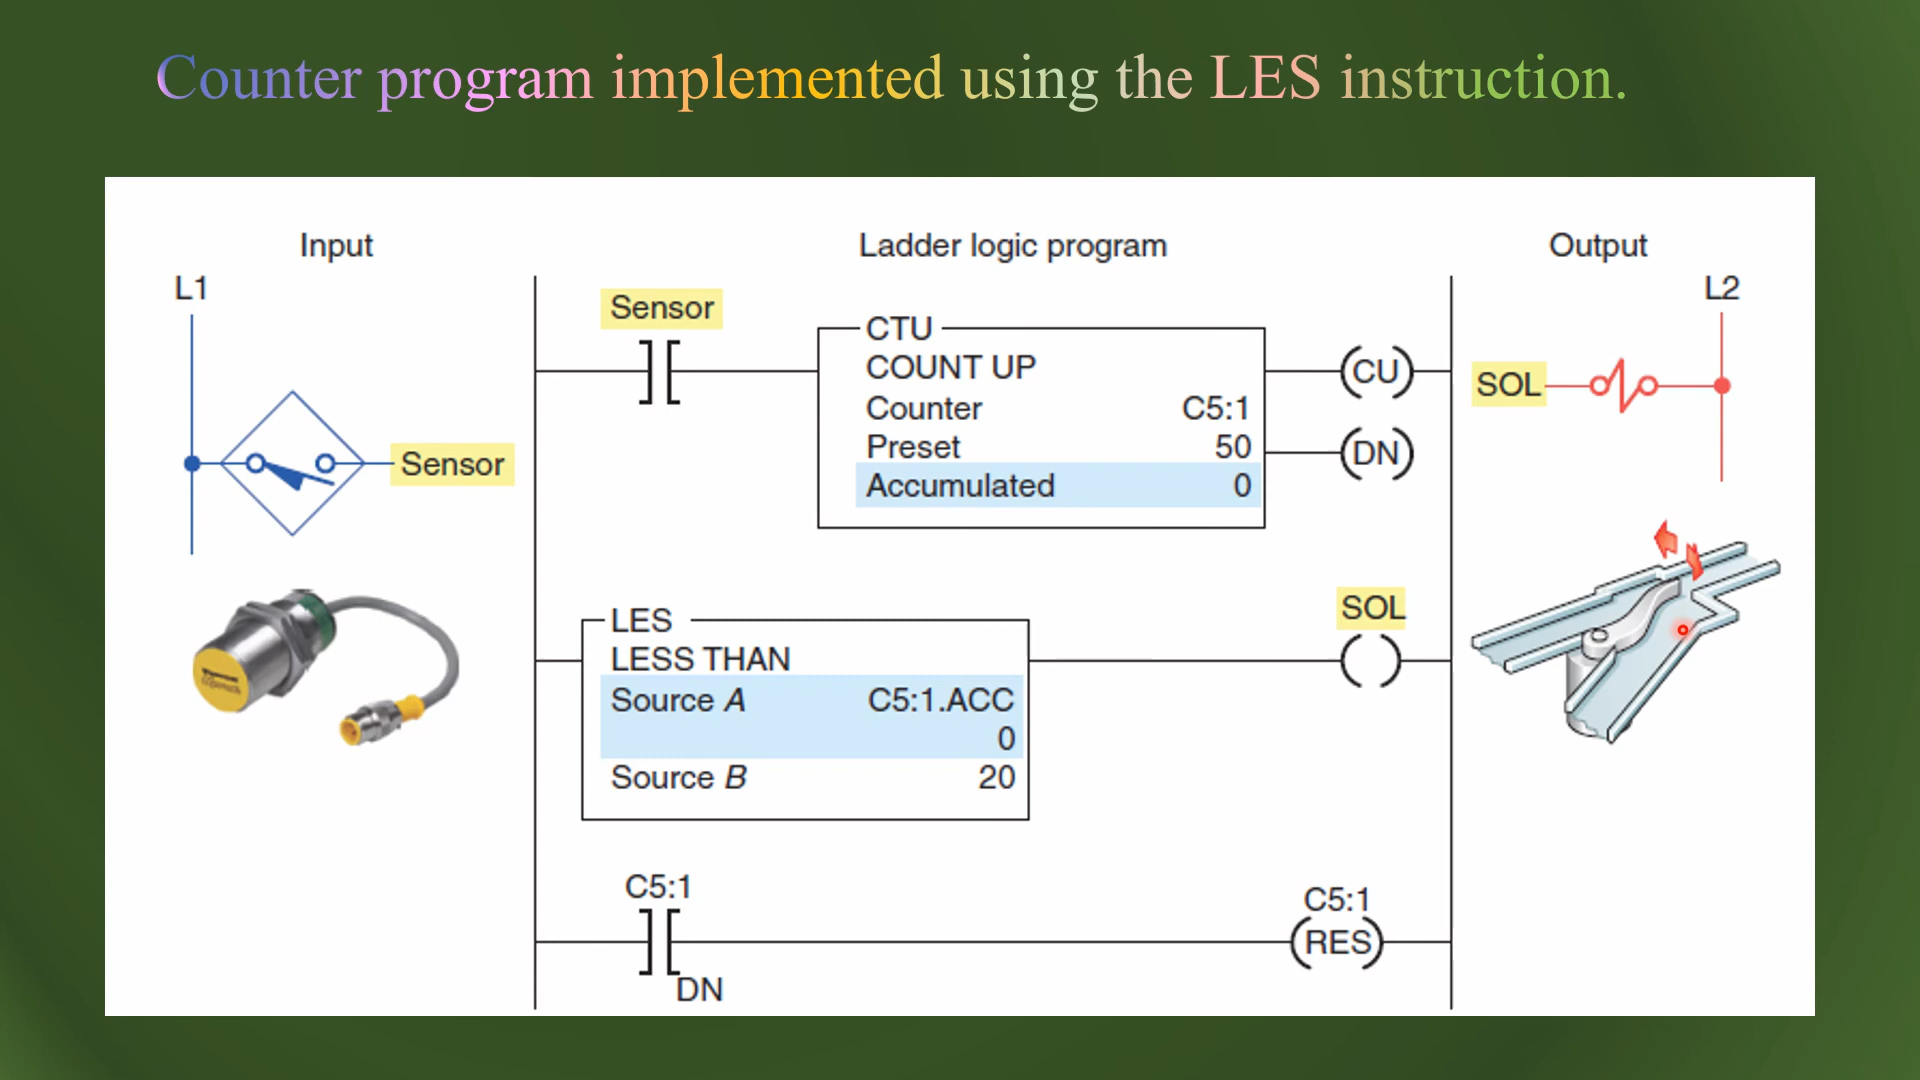 Counter program implemented using the LES instruction.
Input
Ladder logic program
Output
L1
L2
Sensor
CTU
COUNT UP
CU
Counter C5:1
Preset 50
DN
Accumulated 0
SOL
Sensor
LES
LESS THAN
SOL
Source A C5:1.ACC
0
Source B 20
C5:1
C5:1
RES
DN